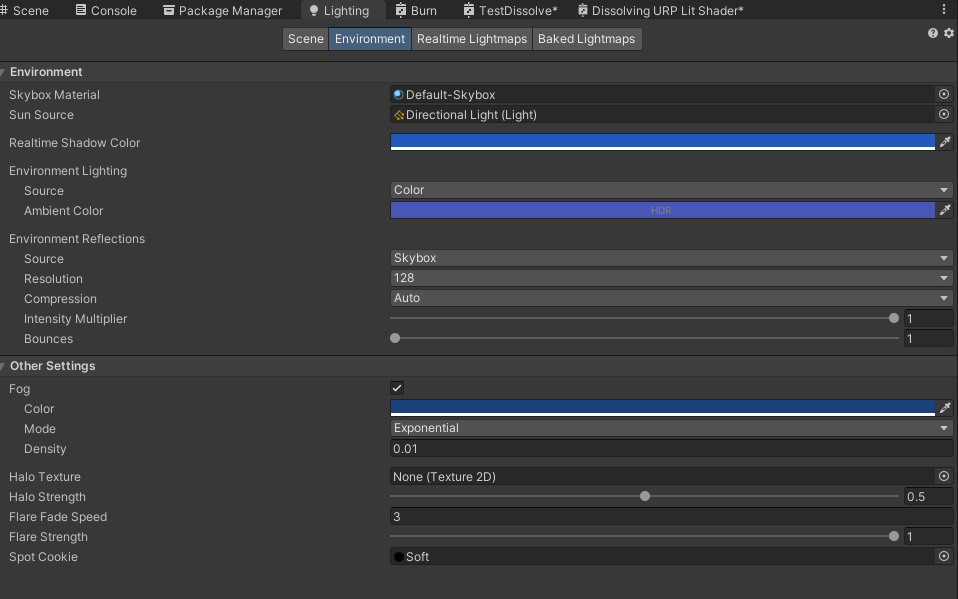 Scene Console Package Manager Lighting Burn TestDissolve* Dissolving URP Lit Shader*
Scene Environment Realtime Lightmaps Baked Lightmaps
Environment
Skybox Material Default-Skybox
Sun Source Directional Light (Light)
Realtime Shadow Color
Environment Lighting
Source Color
Ambient Color HDR
Environment Reflections
Source Skybox
Resolution 128
Compression Auto
Intensity Multiplier 1
Bounces 1
Other Settings
Fog
Color
Mode Exponential
Density 0.01
Halo Texture None (Texture 2D)
Halo Strength 0.5
Flare Fade Speed 3
Flare Strength 1
Spot Cookie Soft